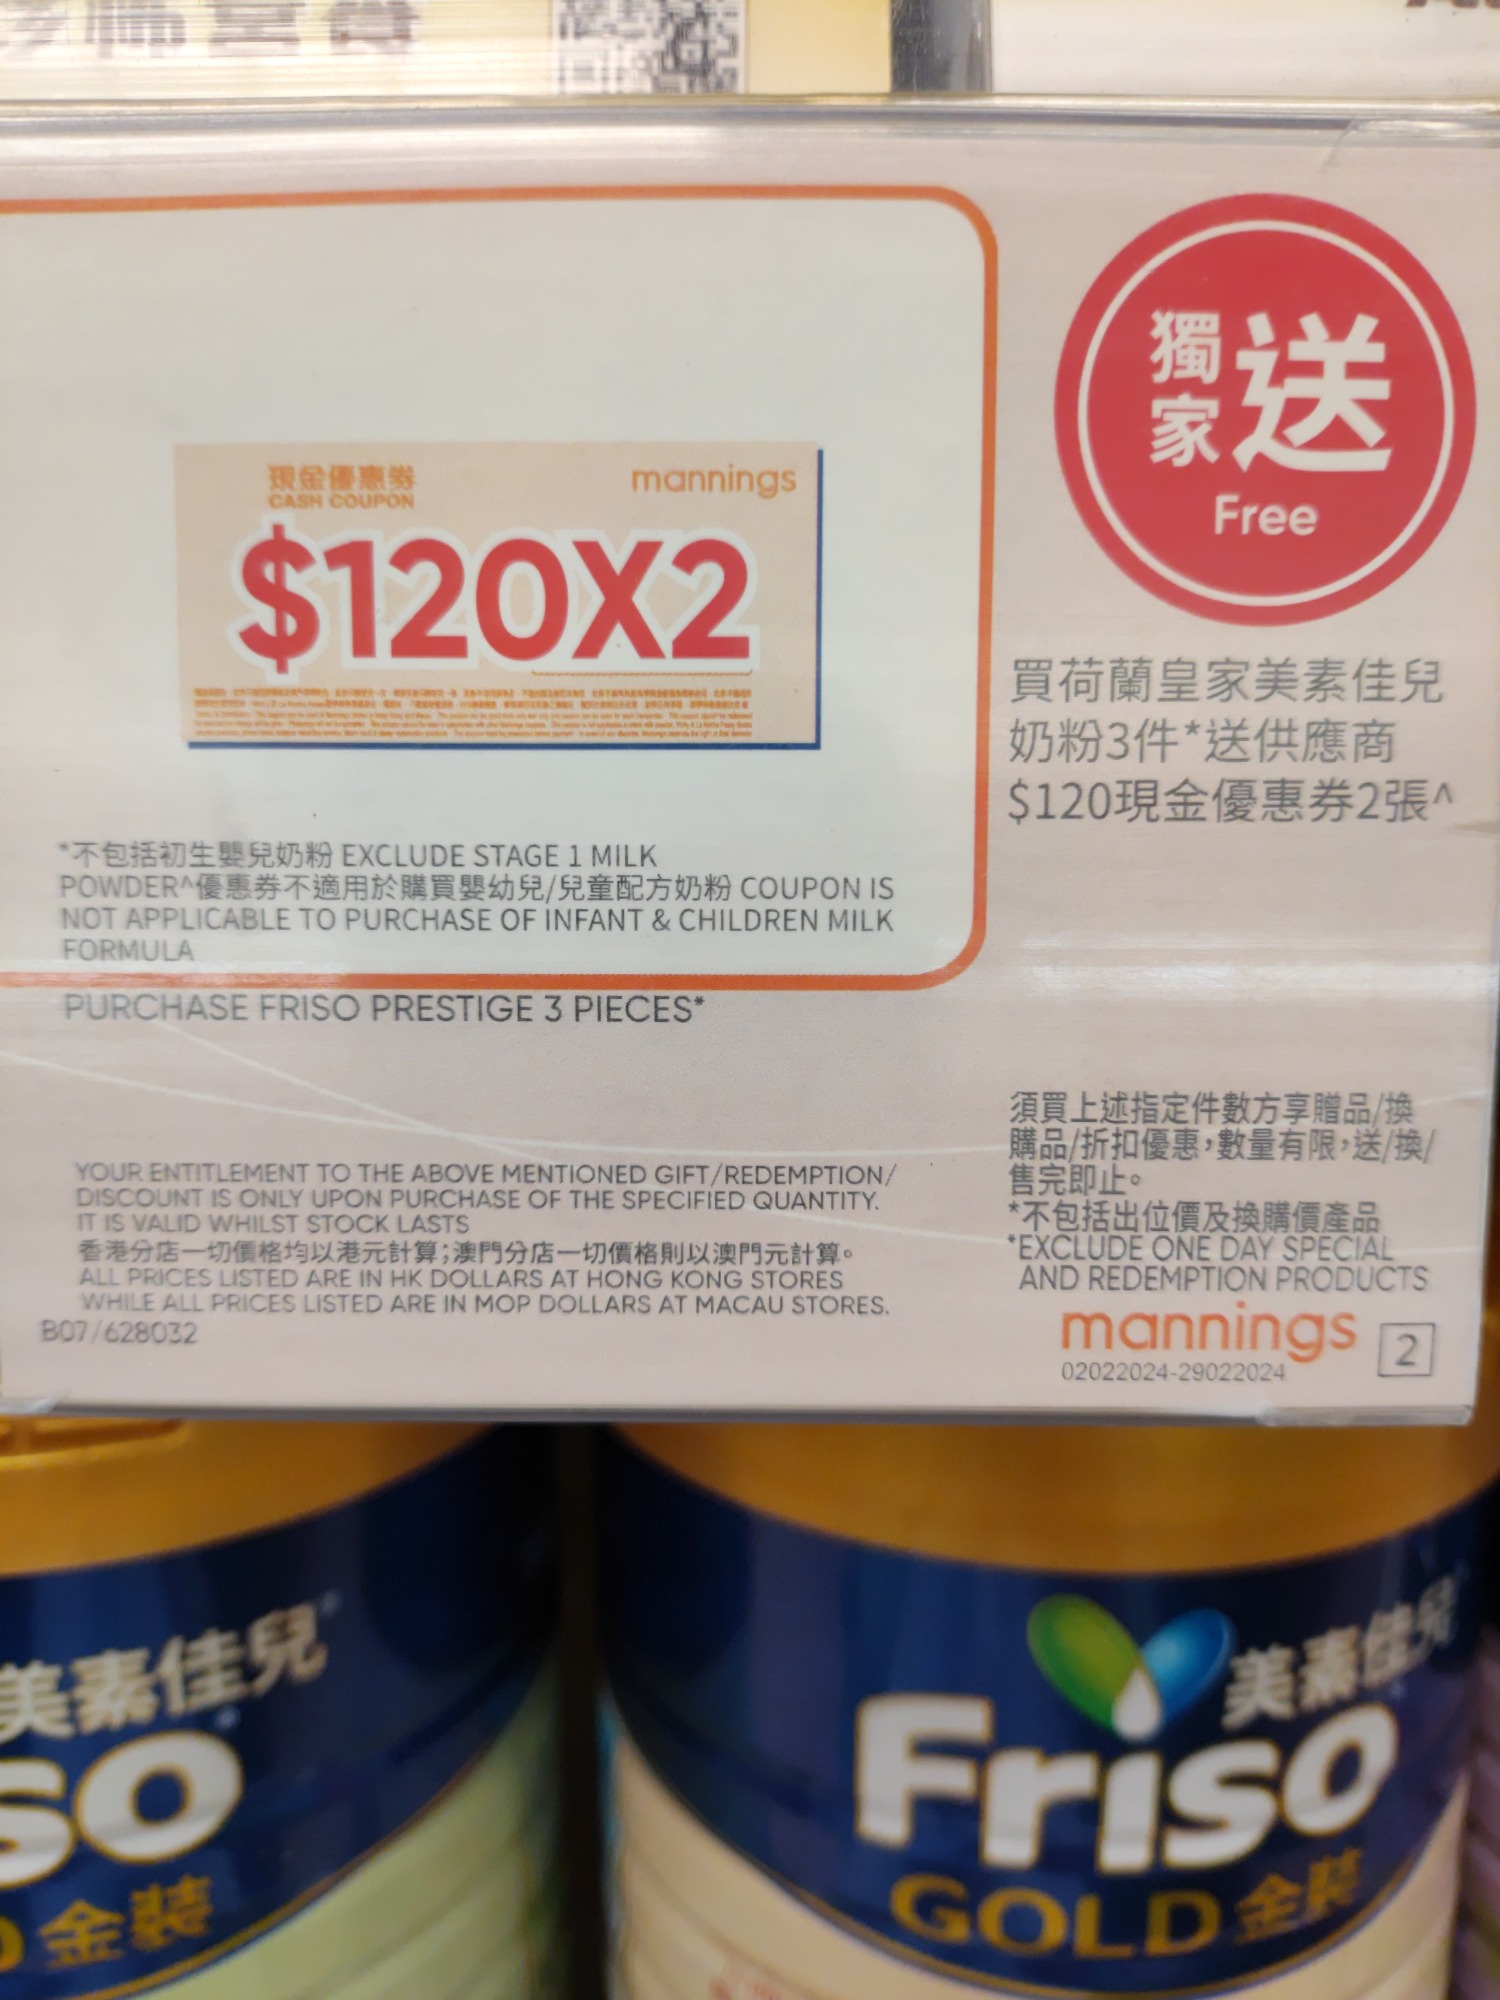 獨家送
Free
現金優惠券
CASH COUPON
mannings
$120X2
買荷蘭皇家美素佳兒
奶粉3件*送供應商
$120現金優惠券2張^
*不包括初生嬰兒奶粉 EXCLUDE STAGE 1 MILK
POWDER^優惠券不適用於購買嬰幼兒/兒童配方奶粉 COUPON IS
NOT APPLICABLE TO PURCHASE OF INFANT & CHILDREN MILK
FORMULA
PURCHASE FRISO PRESTIGE 3 PIECES*
YOUR ENTITLEMENT TO THE ABOVE MENTIONED GIFT/REDEMPTION/
DISCOUNT IS ONLY UPON PURCHASE OF THE SPECIFIED QUANTITY.
IT IS VALID WHILST STOCK LASTS
香港分店一切價格均以港元計算;澳門分店一切價格則以澳門元計算。
ALL PRICES LISTED ARE IN HK DOLLARS AT HONG KONG STORES
WHILE ALL PRICES LISTED ARE IN MOP DOLLARS AT MACAU STORES.
B07/628032
須買上述指定件數方享贈品/換
購品/折扣優惠,數量有限,送/換/
售完即止。
*不包括出位價及換購價產品
*EXCLUDE ONE DAY SPECIAL
AND REDEMPTION PRODUCTS
mannings
2
02022024-29022024
美素佳兒
so
金裝
美素佳兒
Friso
GOLD 金裝